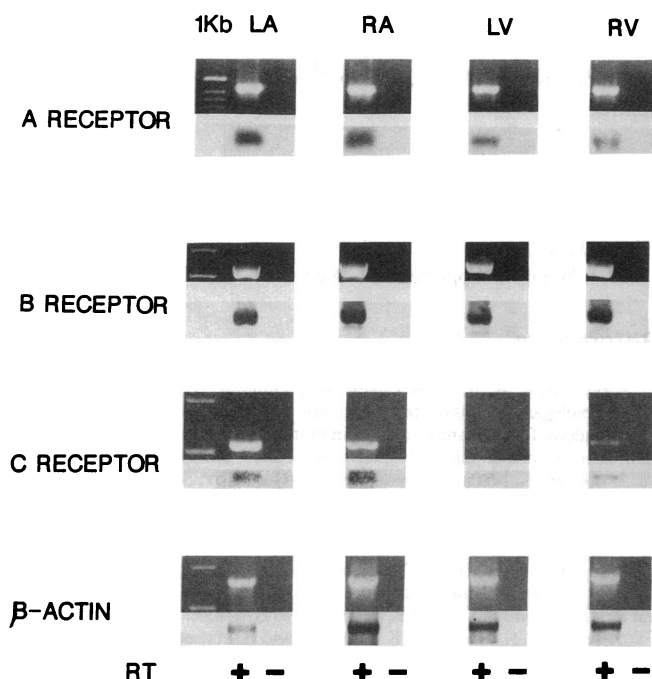 1Kb LA RA LV RV
A RECEPTOR
B RECEPTOR
C RECEPTOR
β-ACTIN
RT + − + − + − + −